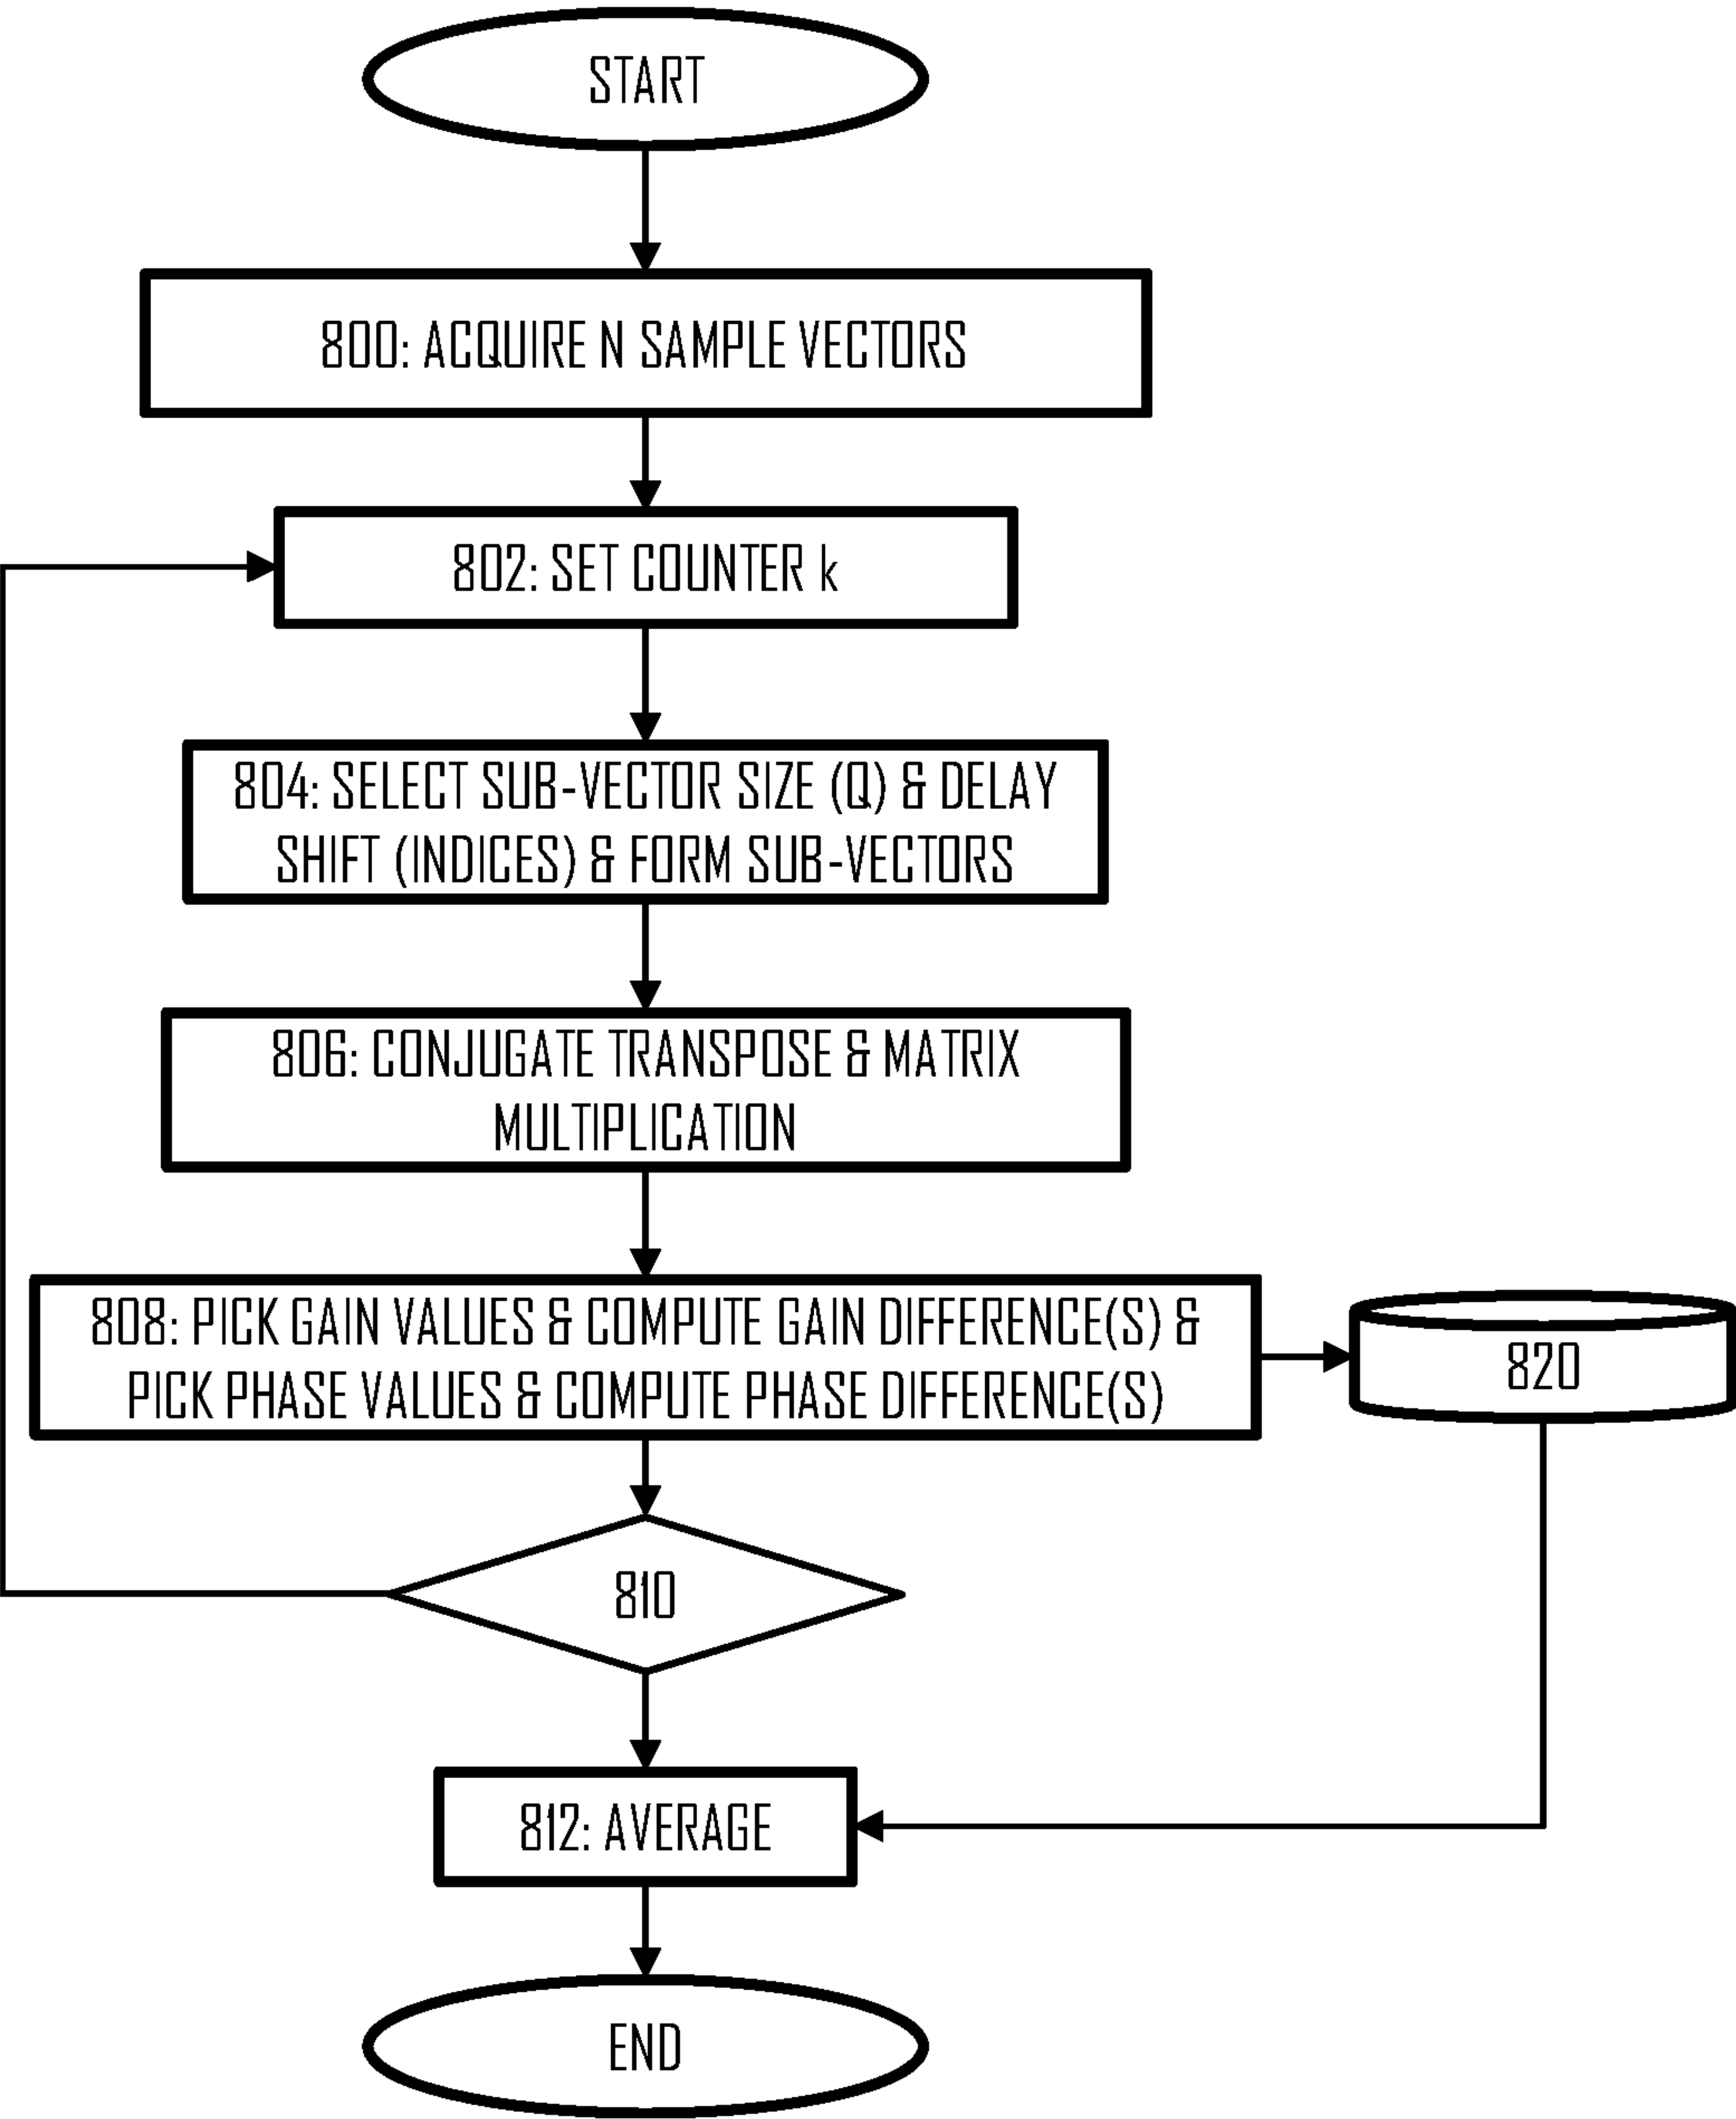 START
800: ACQUIRE N SAMPLE VECTORS
802: SET COUNTER k
804: SELECT SUB-VECTOR SIZE (Q) & DELAY
SHIFT (INDICES) & FORM SUB-VECTORS
806: CONJUGATE TRANSPOSE & MATRIX
MULTIPLICATION
808: PICK GAIN VALUES & COMPUTE GAIN DIFFERENCE(S) &
PICK PHASE VALUES & COMPUTE PHASE DIFFERENCE(S)
820
810
812: AVERAGE
END